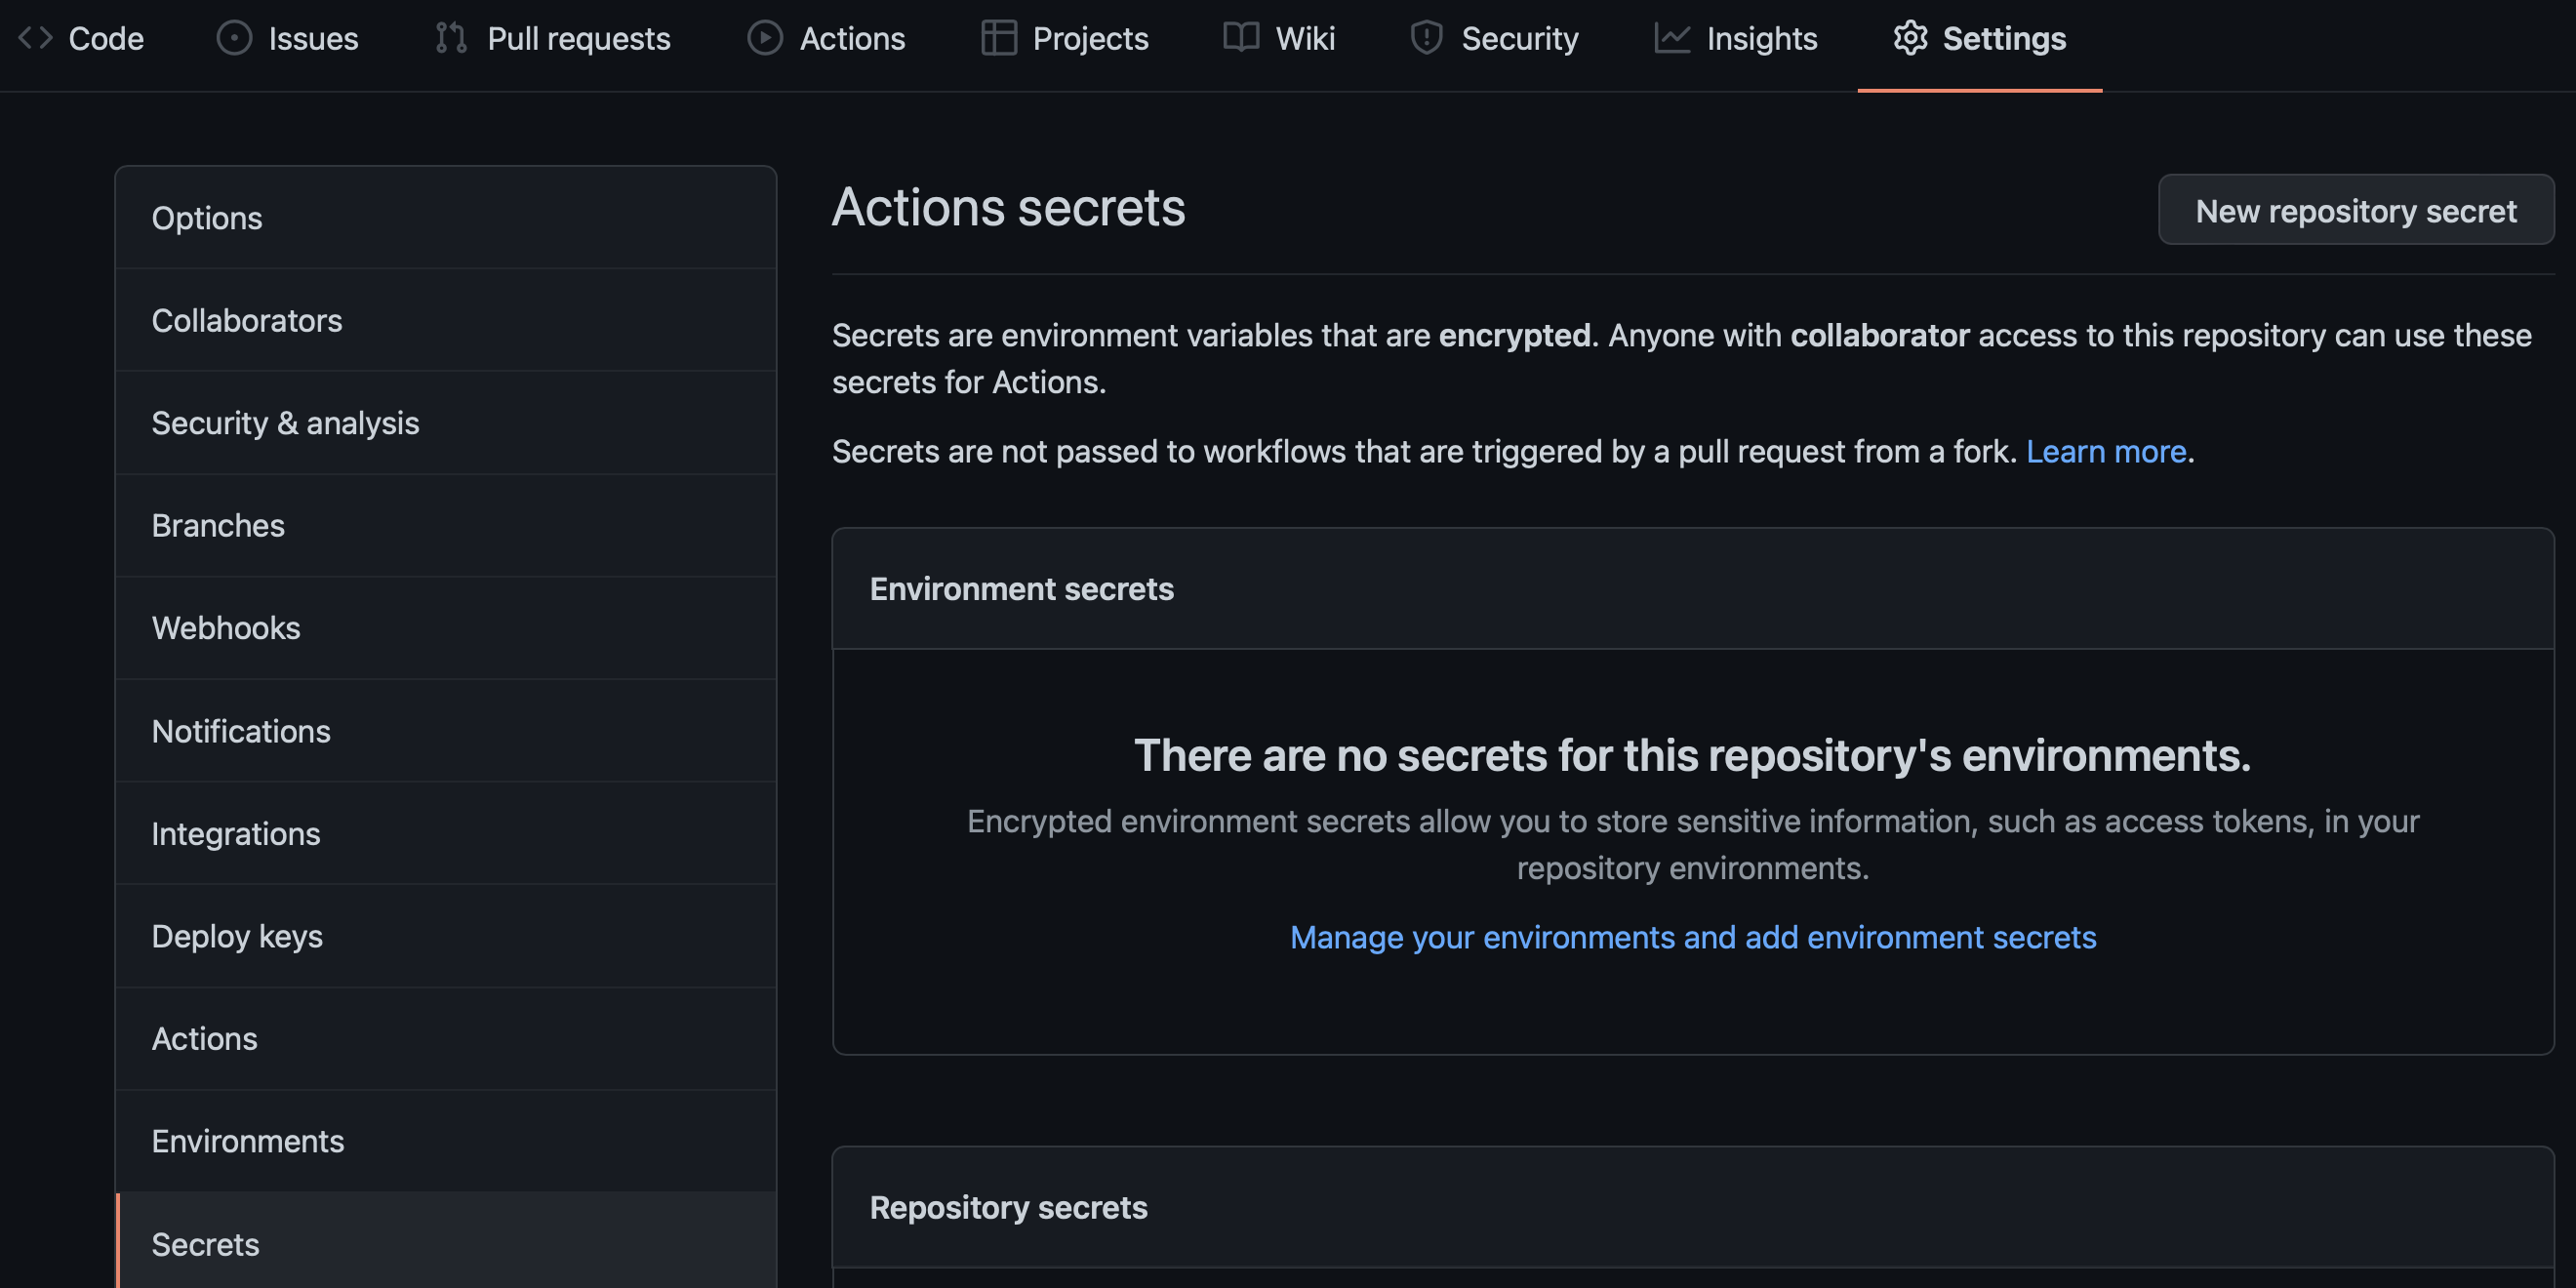 Code Issues Pull requests Actions Projects Wiki Security Insights Settings
Options
Collaborators
Security & analysis
Branches
Webhooks
Notifications
Integrations
Deploy keys
Actions
Environments
Secrets
Actions secrets
New repository secret
Secrets are environment variables that are encrypted. Anyone with collaborator access to this repository can use these
secrets for Actions.
Secrets are not passed to workflows that are triggered by a pull request from a fork. Learn more.
Environment secrets
There are no secrets for this repository's environments.
Encrypted environment secrets allow you to store sensitive information, such as access tokens, in your
repository environments.
Manage your environments and add environment secrets
Repository secrets